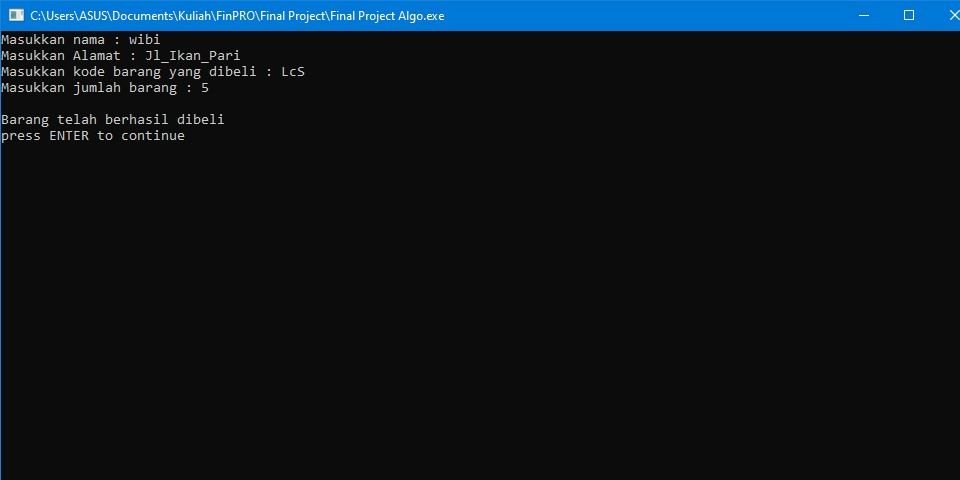 C:\Users\ASUS\Documents\Kuliah\FinPRO\Final Project\Final Project Algo.exe
Masukkan nama : wibi
Masukkan Alamat : Jl_Ikan_Pari
Masukkan kode barang yang dibeli : LcS
Masukkan jumlah barang : 5
Barang telah berhasil dibeli
press ENTER to continue